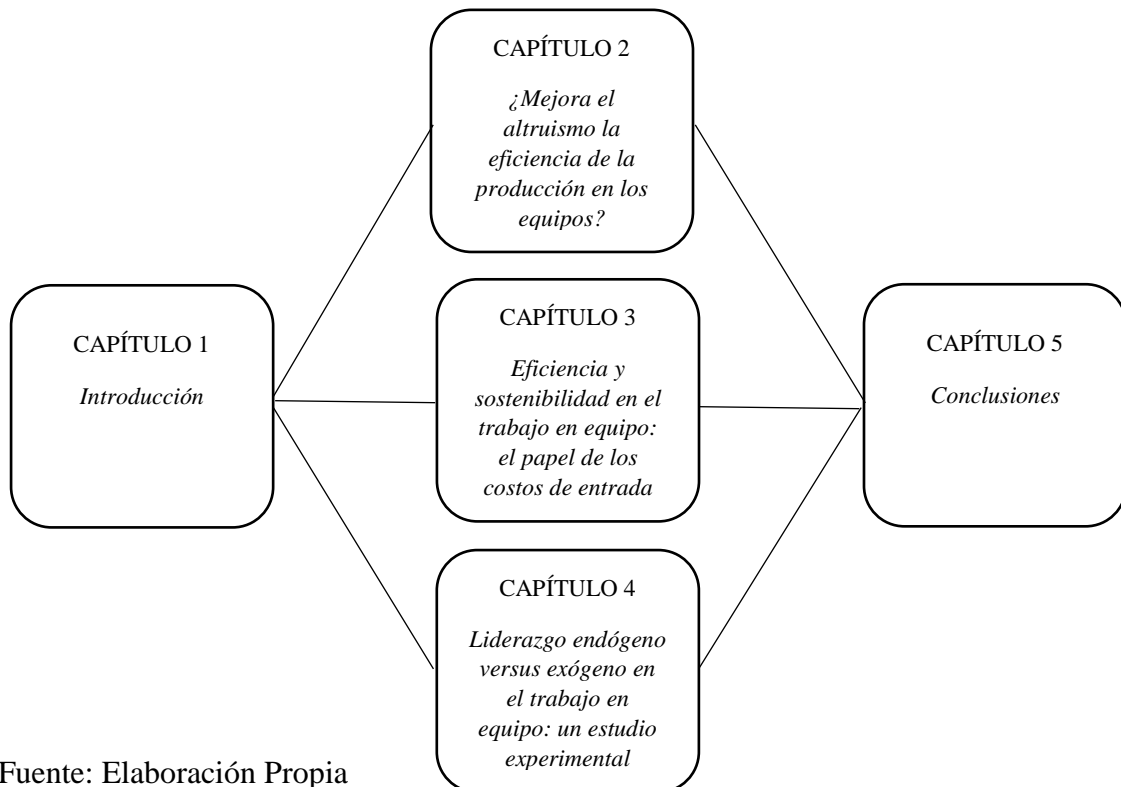 CAPÍTULO 2
¿Mejora el
altruismo la
eficiencia de la
producción en los
equipos?
CAPÍTULO 1
Introducción
CAPÍTULO 3
Eficiencia y
sostenibilidad en el
trabajo en equipo:
el papel de los
costos de entrada
CAPÍTULO 5
Conclusiones
CAPÍTULO 4
Liderazgo endógeno
versus exógeno en
el trabajo en
equipo: un estudio
experimental
Fuente: Elaboración Propia